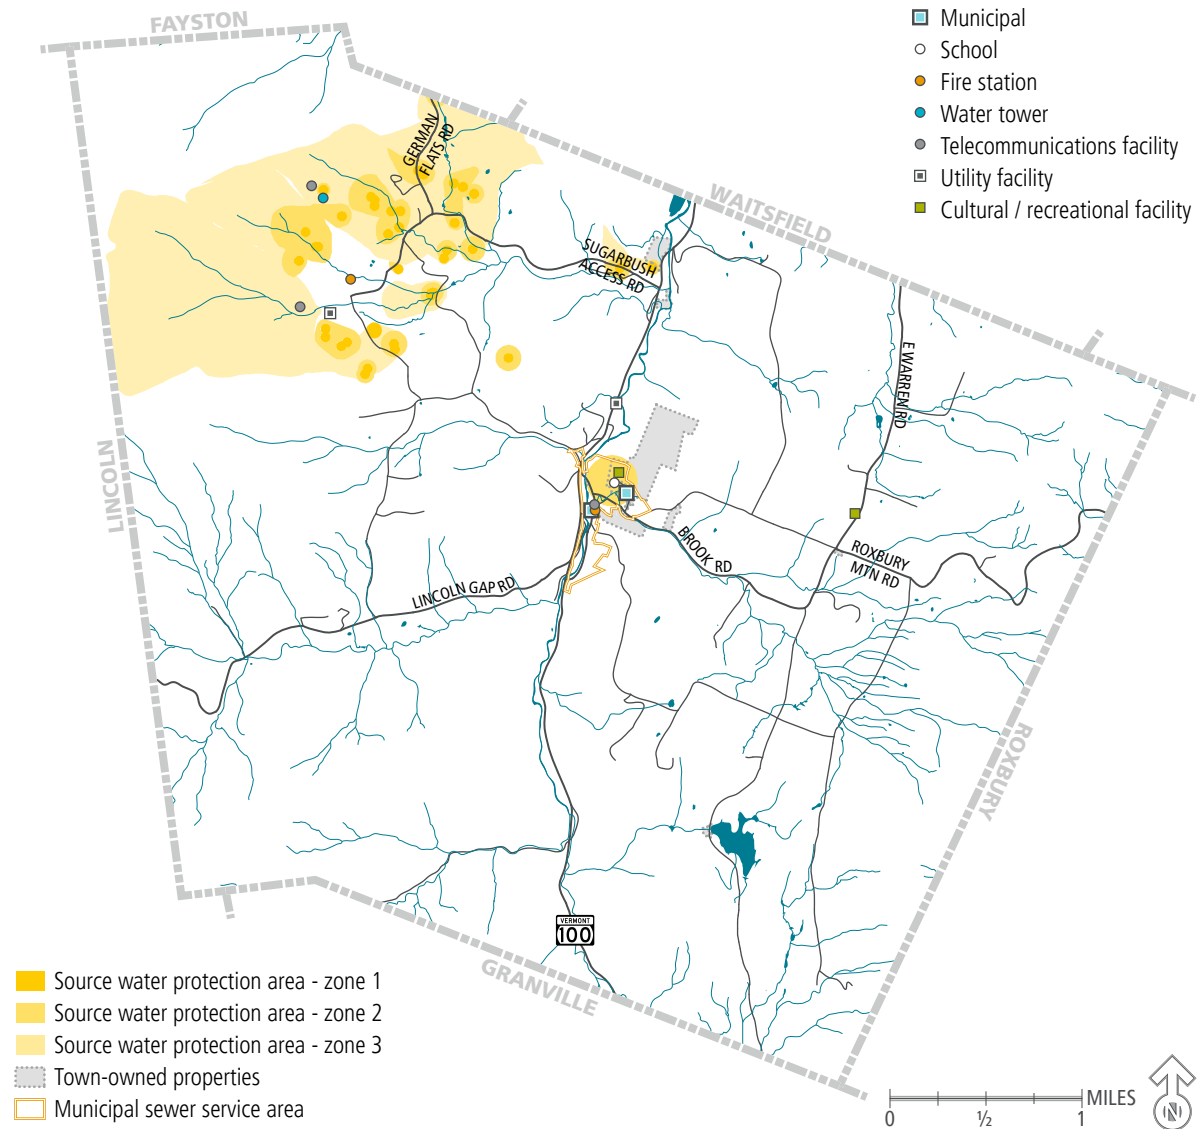 FAYSTON
Municipal
School
Fire station
Water tower
Telecommunications facility
Utility facility
Cultural / recreational facility
GERMAN
FLATS RD
WAITSFIELD
SUGARBUSH
ACCESS RD
E WARREN RD
LINCOLN
BROOK RD
ROXBURY
MTN RD
LINCOLN GAP RD
ROXBURY
VERMONT
100
GRANVILLE
Source water protection area - zone 1
Source water protection area - zone 2
Source water protection area - zone 3
Town-owned properties
Municipal sewer service area
MILES
0 ½ 1
N